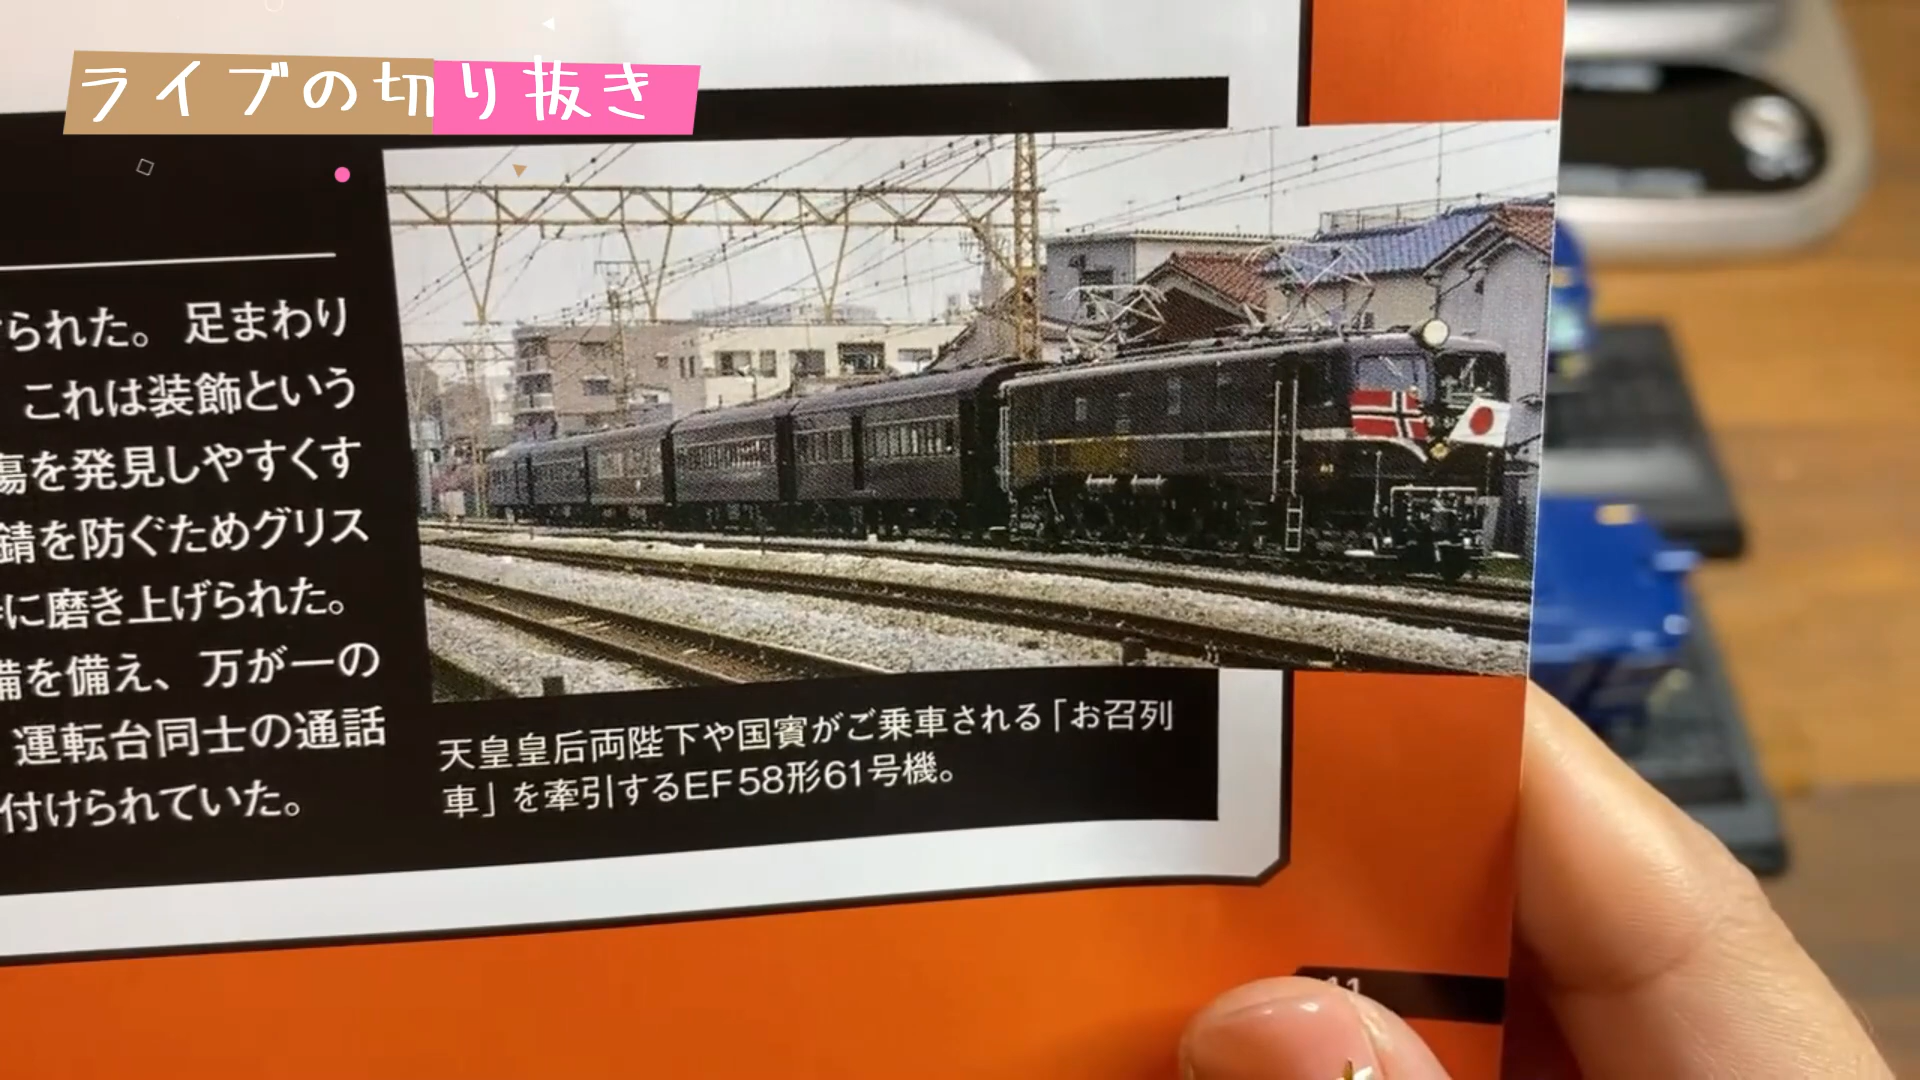 ライブの切り抜き
られた。足まわり
これは装飾という
傷を発見しやすくす
錆を防ぐためグリス
に磨き上げられた。
備を備え、万が一の
運転台同士の通話
付けられていた。
天皇皇后両陛下や国賓がご乗車される「お召列
車」を牽引するEF58形61号機。
11